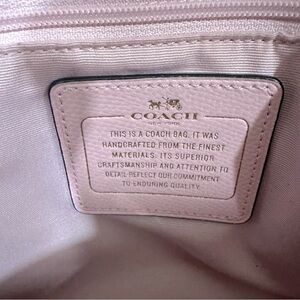 COACH
NEW YORK
THIS IS A COACH BAG. IT WAS
HANDCRAFTED FROM THE FINEST
MATERIALS. ITS SUPERIOR
CRAFTSMANSHIP AND ATTENTION TO
DETAIL REFLECT OUR COMMITMENT
TO ENDURING QUALITY.